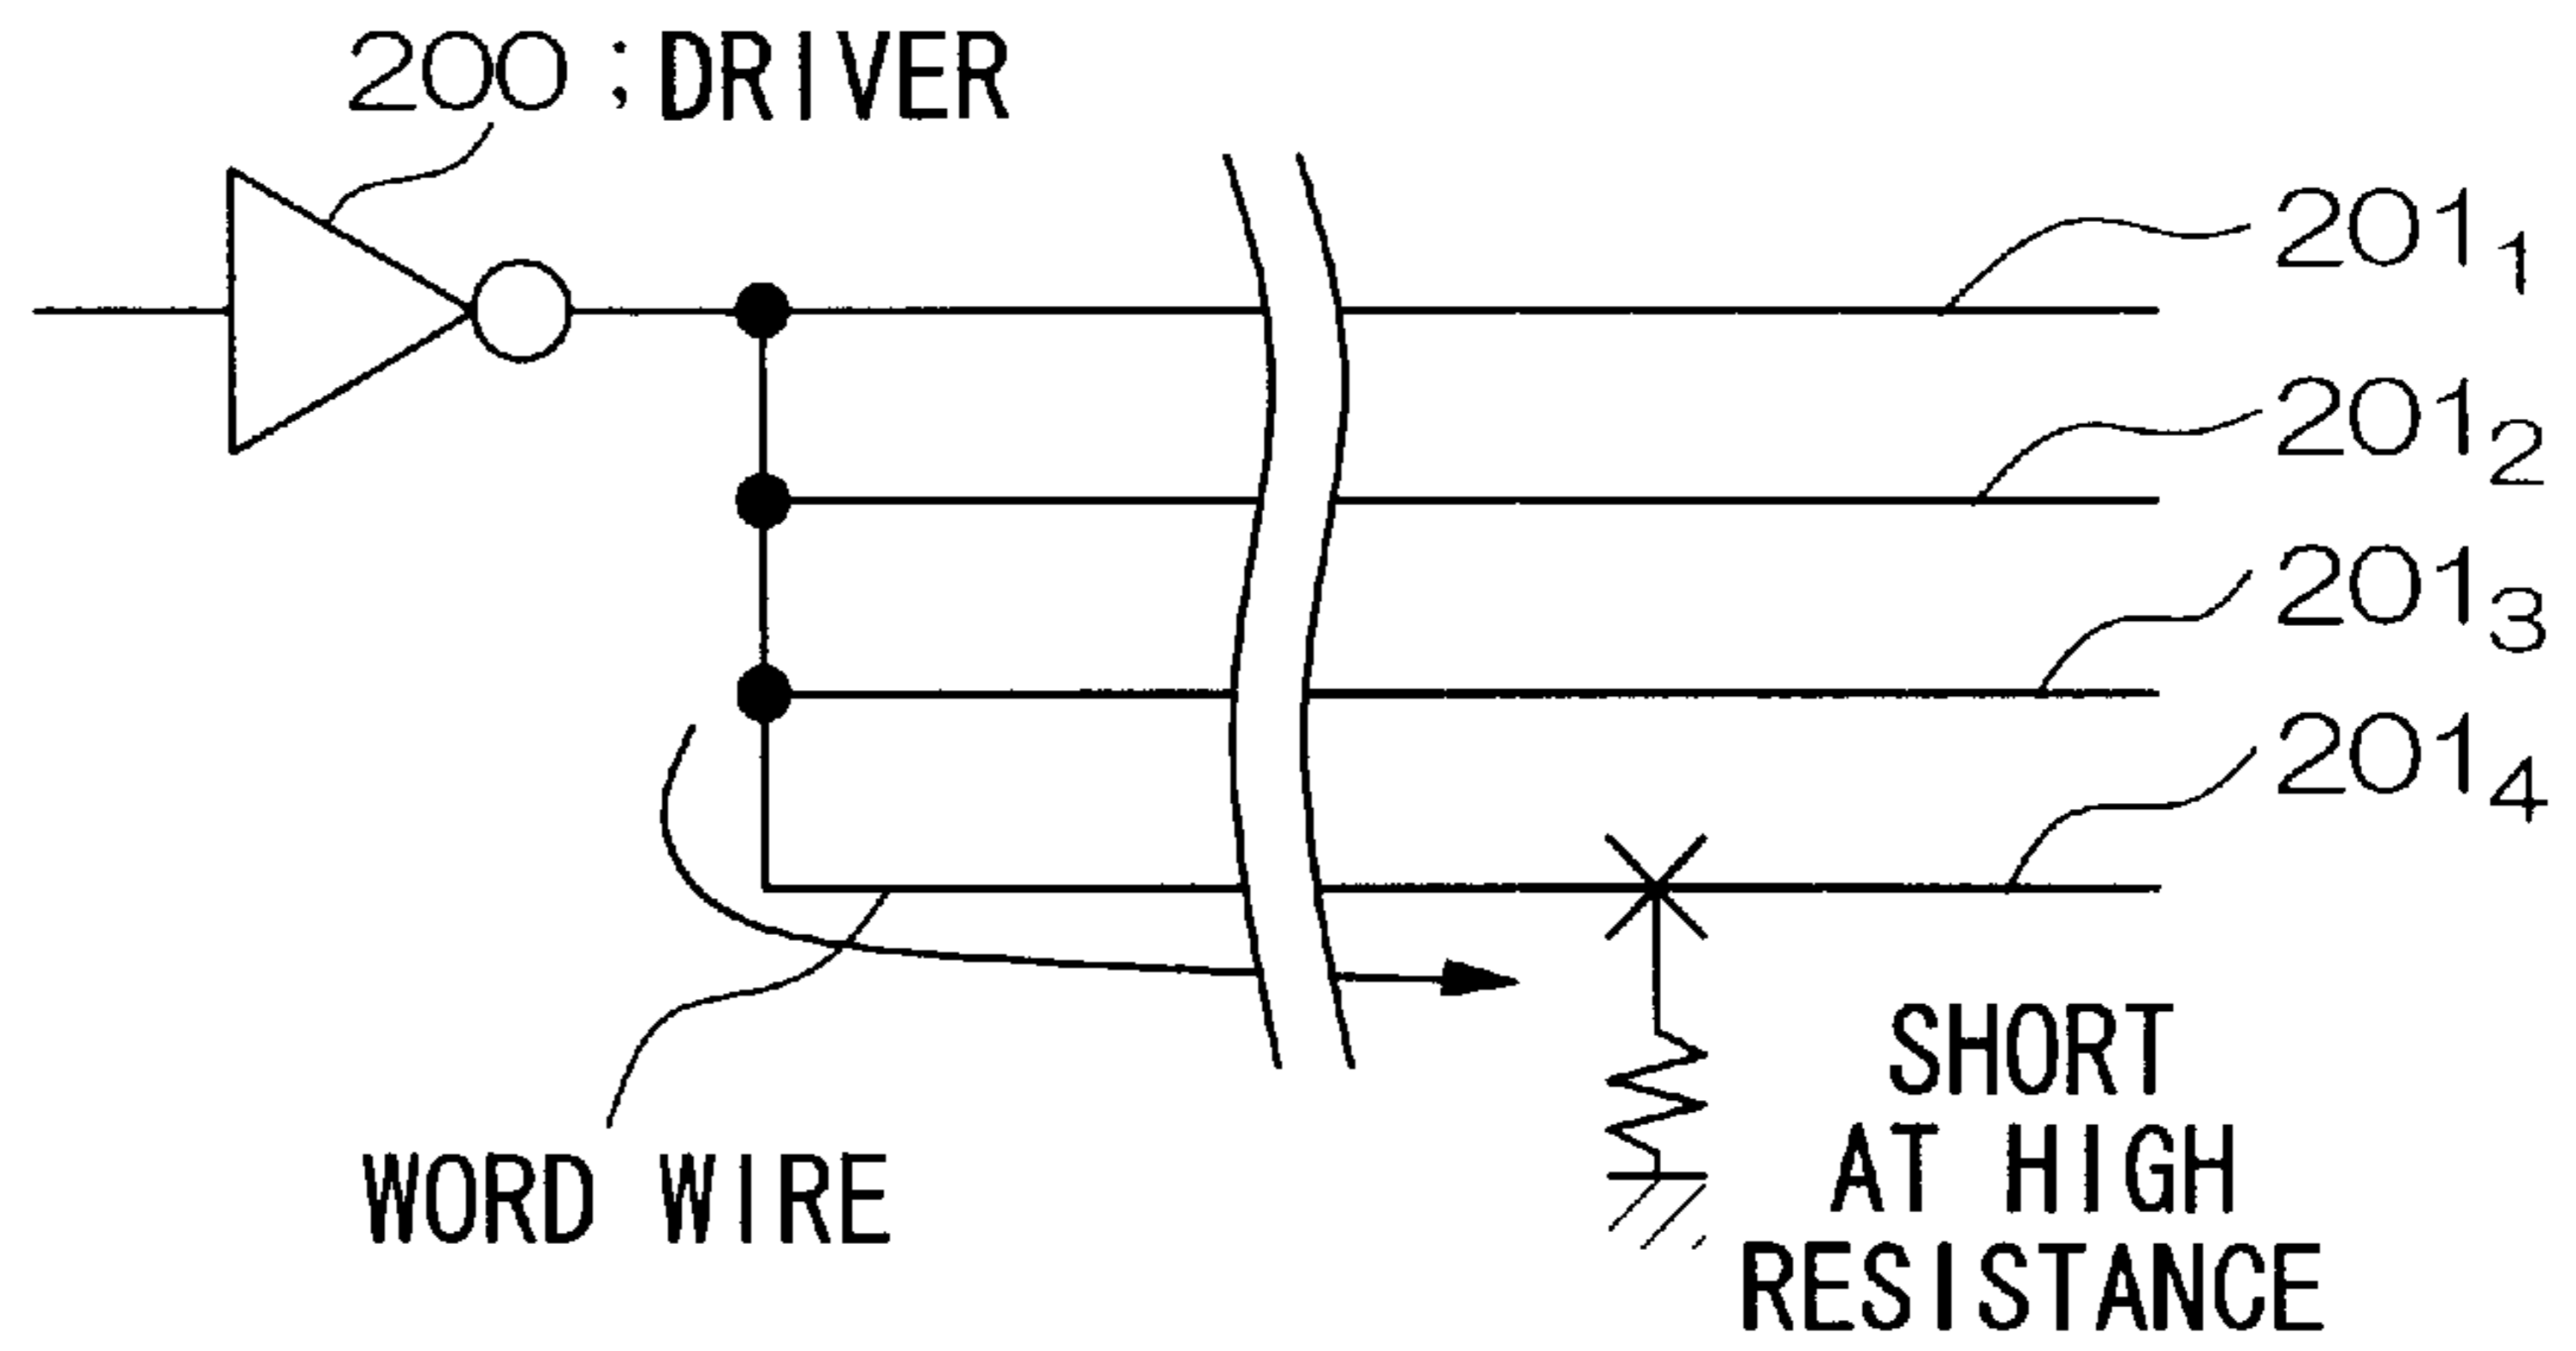 200 ; DRIVER
201₁
201₂
201₃
201₄
WORD WIRE
SHORT
AT HIGH
RESISTANCE